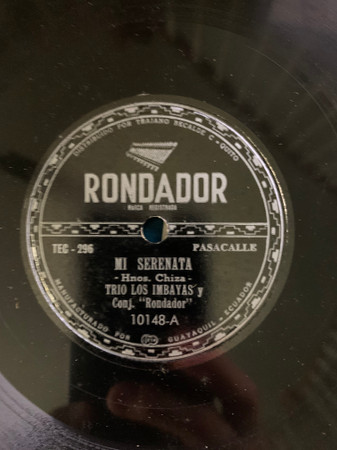 DISTRIBUIDO POR TRAJANO RECALDE C. - QUITO
RONDADOR
MARCA REGISTRADA
TEC - 296
PASACALLE
MI SERENATA
- Hnos. Chiza -
TRIO LOS IMBAYAS y
Conj. "Rondador"
10148-A
MANUFACTURADO POR
GUAYAQUIL - ECUADOR